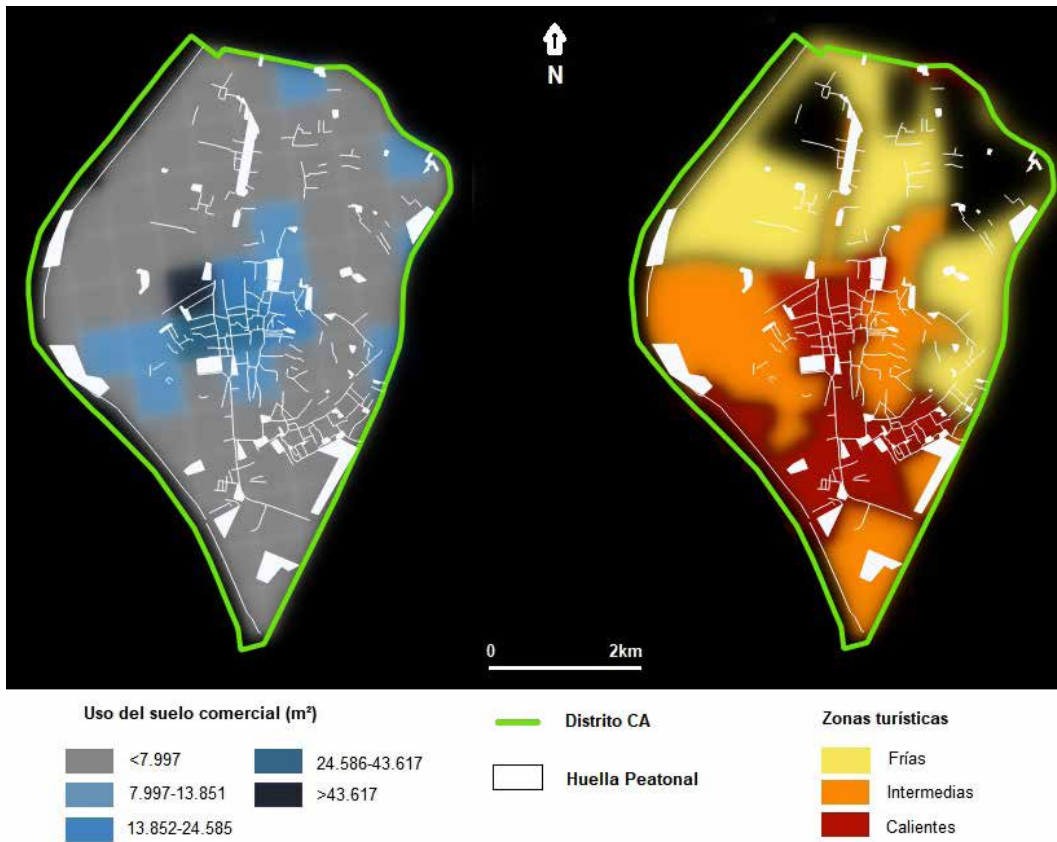 N
0 2km
Uso del suelo comercial (m²)
<7.997
7.997-13.851
13.852-24.585
24.586-43.617
>43.617
Distrito CA
Huella Peatonal
Zonas turísticas
Frías
Intermedias
Calientes